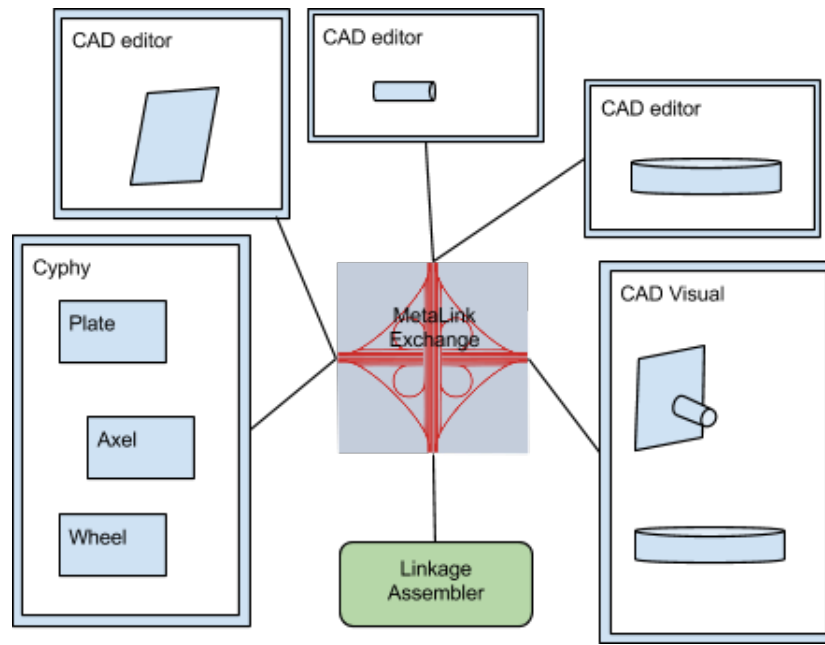 CAD editor
CAD editor
CAD editor
Cyphy
Plate
Axel
Wheel
MetaLink
Exchange
CAD Visual
Linkage
Assembler